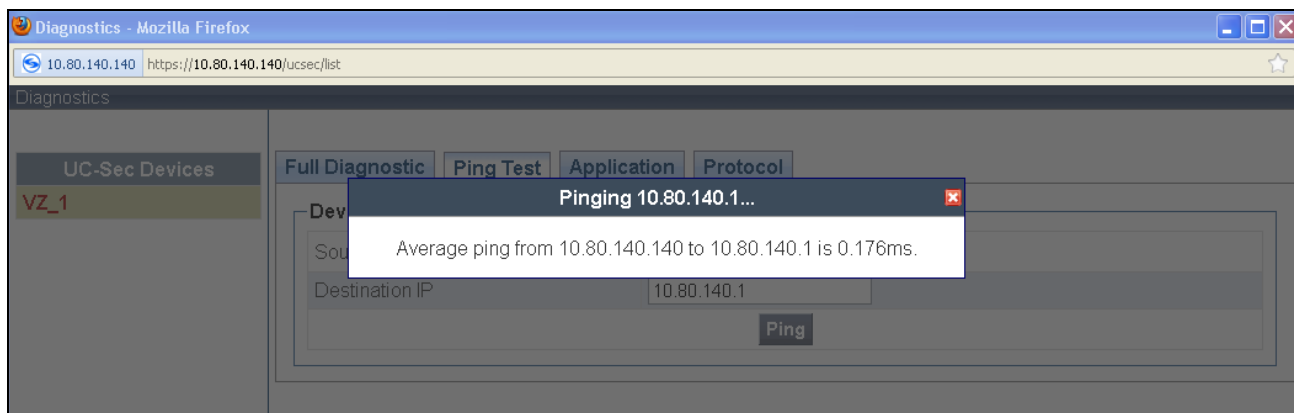 Diagnostics - Mozilla Firefox
10.80.140.140 https://10.80.140.140/ucsec/list
Diagnostics
UC-Sec Devices
VZ_1
Full Diagnostic Ping Test Application Protocol
Pinging 10.80.140.1...
Dev
Average ping from 10.80.140.140 to 10.80.140.1 is 0.176ms.
Sou
Destination IP 10.80.140.1
Ping